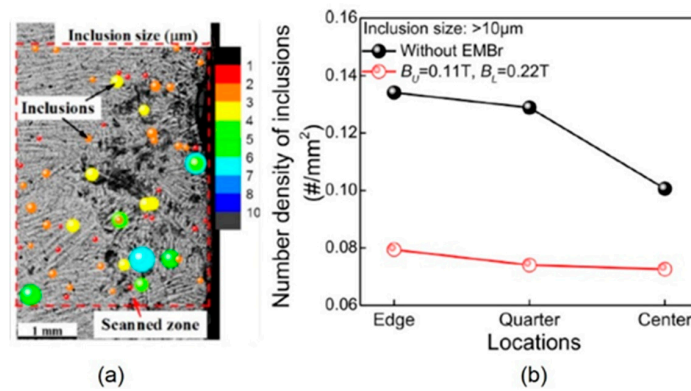 Inclusion size (μm)
Inclusions
Scanned zone
1 mm
1
2
3
4
5
6
7
8
10
(a)
Number density of inclusions
(#/mm²)
0.16
0.14
0.12
0.10
0.08
0.06
Inclusion size: >10μm
Without EMBr
B_U=0.11T, B_L=0.22T
Edge
Quarter
Center
Locations
(b)